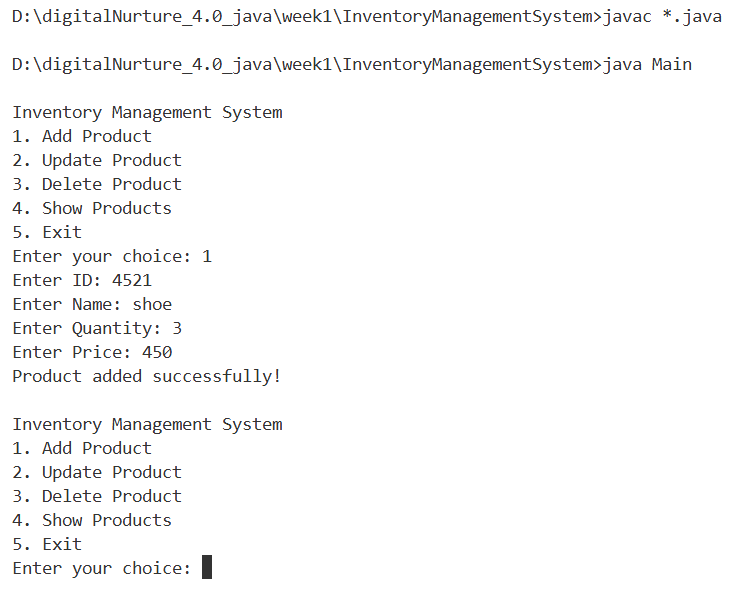 D:\digitalNurture_4.0_java\week1\InventoryManagementSystem>javac *.java
D:\digitalNurture_4.0_java\week1\InventoryManagementSystem>java Main
Inventory Management System
1. Add Product
2. Update Product
3. Delete Product
4. Show Products
5. Exit
Enter your choice: 1
Enter ID: 4521
Enter Name: shoe
Enter Quantity: 3
Enter Price: 450
Product added successfully!
Inventory Management System
1. Add Product
2. Update Product
3. Delete Product
4. Show Products
5. Exit
Enter your choice: